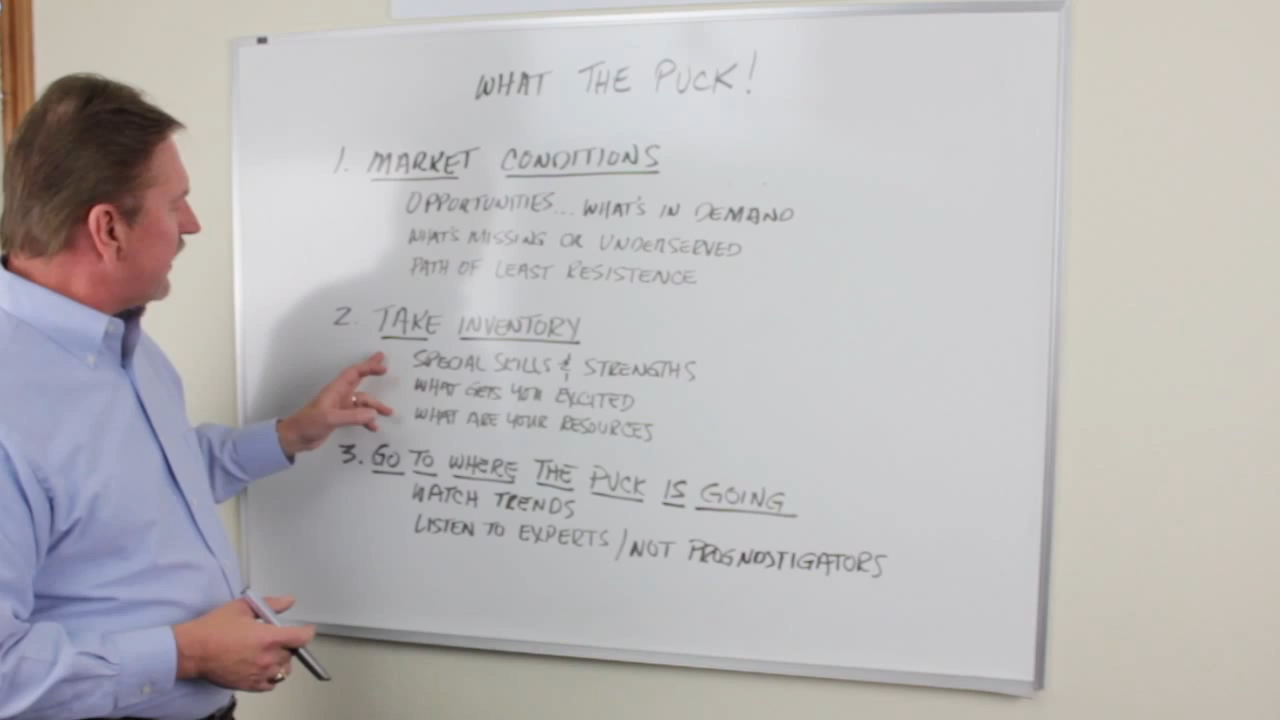 WHAT THE PUCK!
1. MARKET CONDITIONS
OPPORTUNITIES... WHAT'S IN DEMAND
WHAT'S MISSING OR UNDERSERVED
PATH OF LEAST RESISTENCE
2. TAKE INVENTORY
SPECIAL SKILLS & STRENGTHS
WHAT GETS YOU EXCITED
WHAT ARE YOUR RESOURCES
3. GO TO WHERE THE PUCK IS GOING
WATCH TRENDS
LISTEN TO EXPERTS / NOT PROGNOSTIGATORS